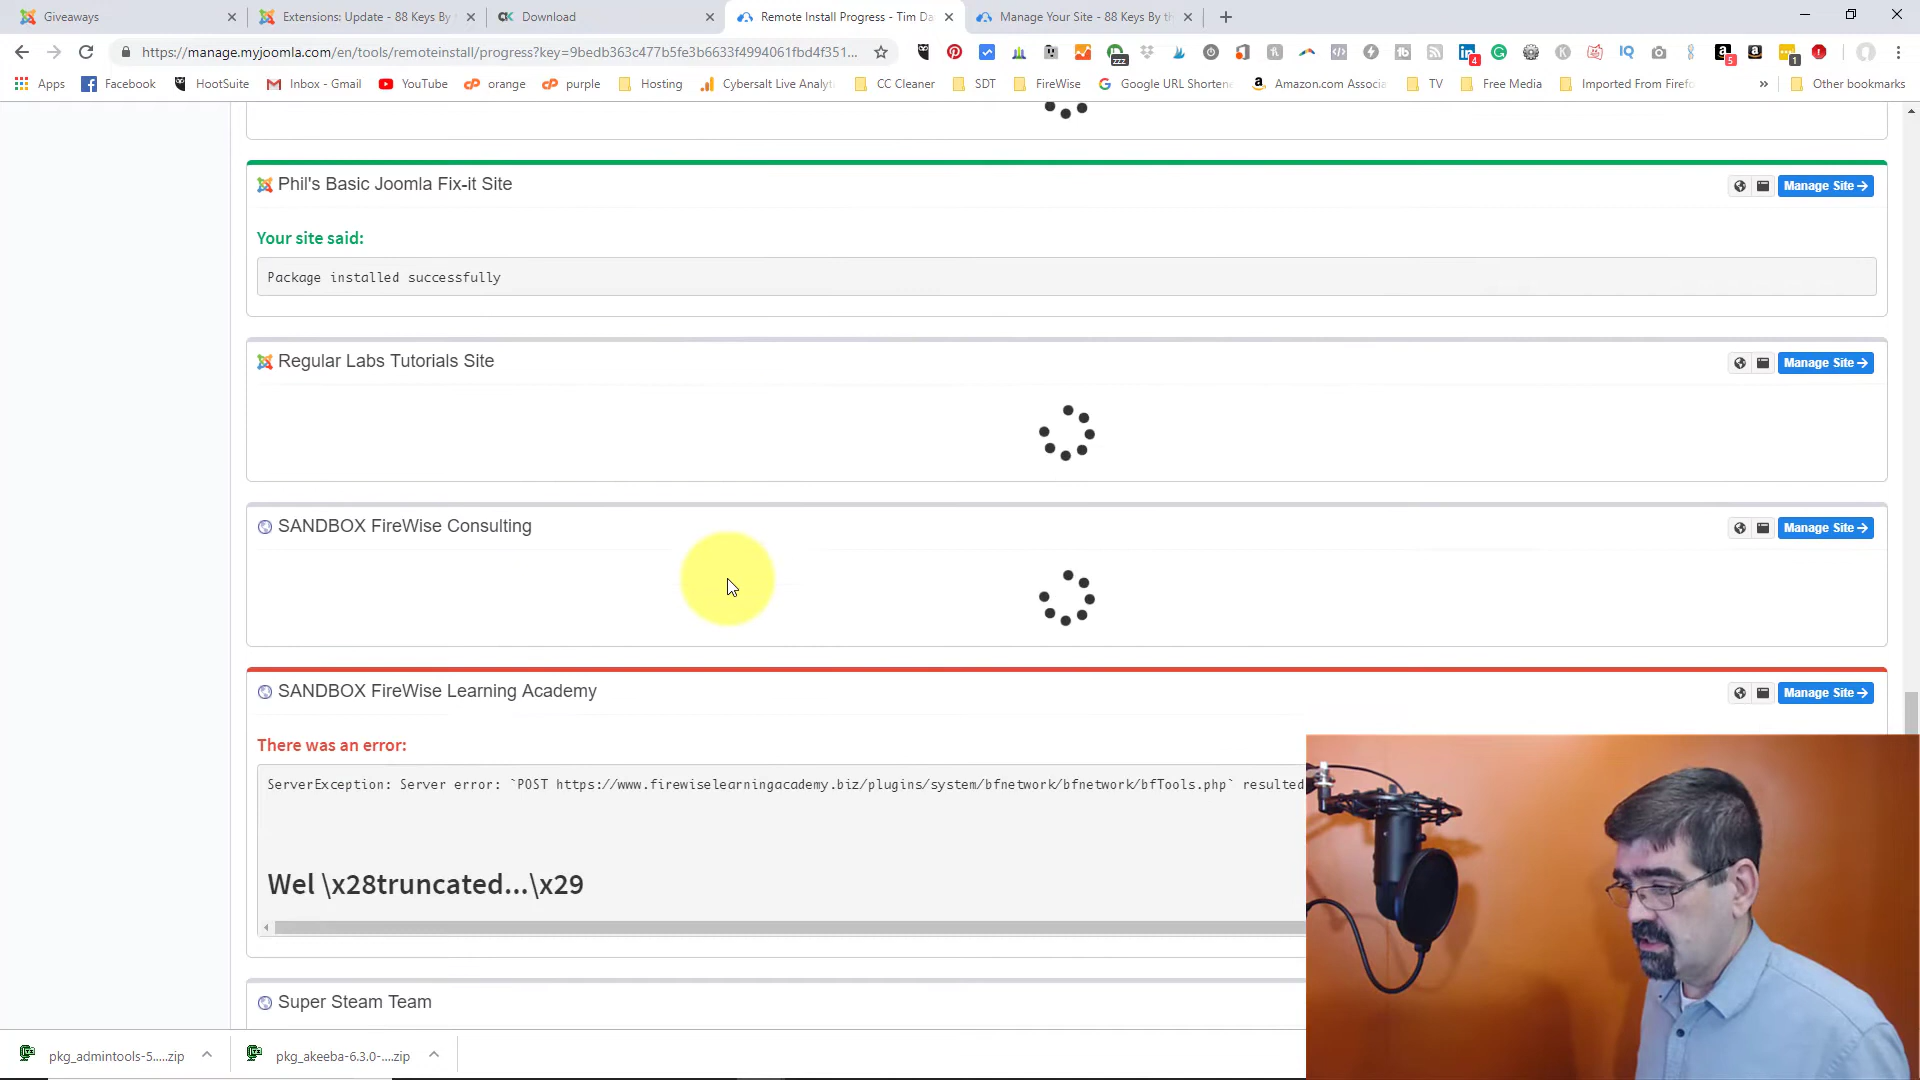 Giveaways
Extensions: Update - 88 Keys By
Download
Remote Install Progress - Tim Da
Manage Your Site - 88 Keys By th
https://manage.myjoomla.com/en/tools/remoteinstall/progress?key=9bedb363c477b5fe3b6633f4994061fbd4f351...
Apps
Facebook
HootSuite
Inbox - Gmail
YouTube
orange
purple
Hosting
Cybersalt Live Analyti
CC Cleaner
SDT
FireWise
Google URL Shortene
Amazon.com Associa
TV
Free Media
Imported From Firefo
»
Other bookmarks
Phil's Basic Joomla Fix-it Site
Manage Site
Your site said:
Package installed successfully
Regular Labs Tutorials Site
Manage Site
SANDBOX FireWise Consulting
Manage Site
SANDBOX FireWise Learning Academy
Manage Site
There was an error:
ServerException: Server error: `POST https://www.firewiselearningacademy.biz/plugins/system/bfnetwork/bfnetwork/bfTools.php` resulted
Wel \x28truncated...\x29
Super Steam Team
pkg_admintools-5.....zip
pkg_akeeba-6.3.0-....zip